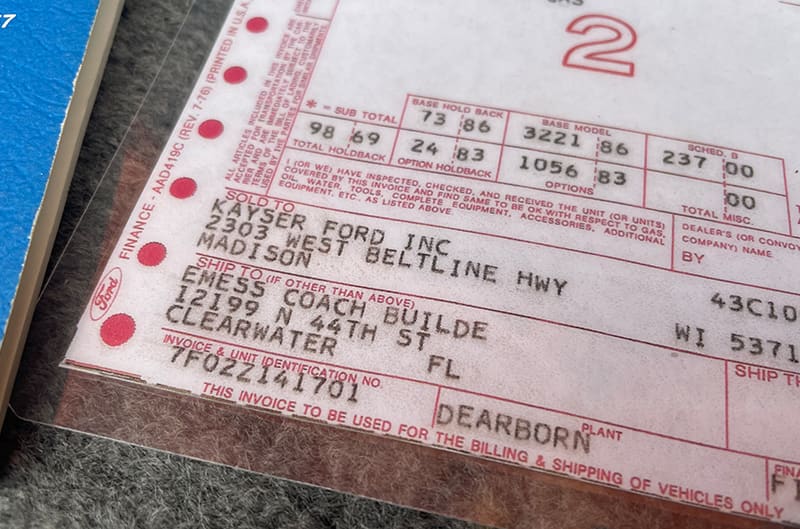 7
2
* = SUB TOTAL
98 69
TOTAL HOLDBACK
BASE HOLD BACK
73 86
24 83
OPTION HOLDBACK
BASE MODEL
3221 86
1056 83
OPTIONS
SCHED. B
237 00
00
TOTAL MISC.
I (OR WE) HAVE INSPECTED, CHECKED, AND RECEIVED THE UNIT (OR UNITS)
COVERED BY THIS INVOICE AND FIND SAME TO BE OK WITH RESPECT TO GAS,
OIL, WATER, TOOLS, COMPLETE EQUIPMENT, ACCESSORIES, ADDITIONAL
EQUIPMENT, ETC. AS LISTED ABOVE.
DEALER'S (OR CONVOY
COMPANY) NAME
BY
SOLD TO
KAYSER FORD INC
2303 WEST BELTLINE HWY
MADISON
43C10
WI 5371
SHIP TO (IF OTHER THAN ABOVE)
EMESS COACH BUILDE
12199 N 44TH ST
CLEARWATER FL
INVOICE & UNIT IDENTIFICATION NO.
7F02Z141701
DEARBORN
PLANT
SHIP T
THIS INVOICE TO BE USED FOR THE BILLING & SHIPPING OF VEHICLES ONLY
FINA
FI
Ford
FINANCE - AAD419C (REV. 7-76) (PRINTED IN U.S.A.